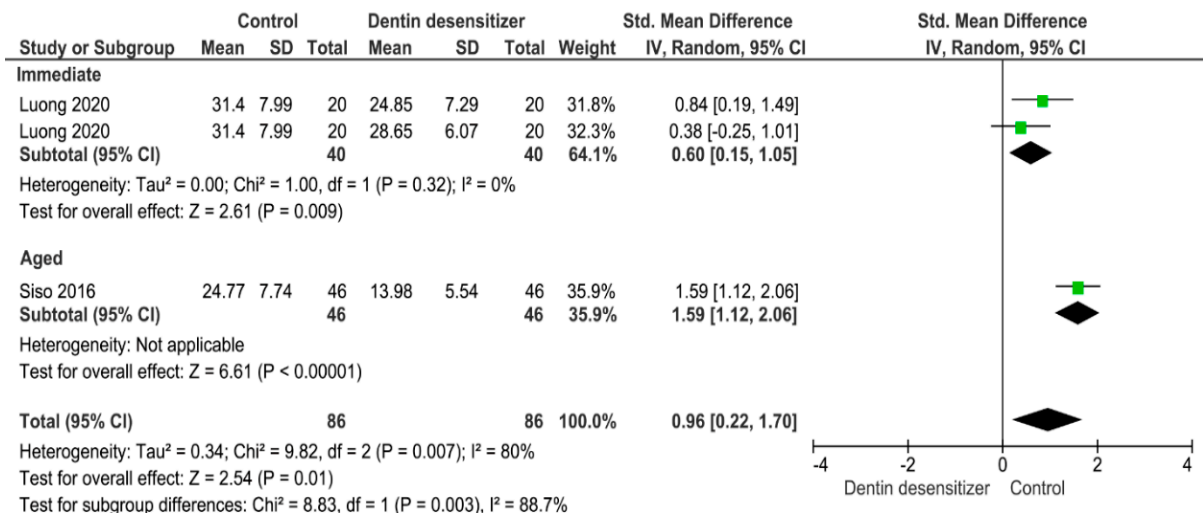 Control Dentin desensitizer Std. Mean Difference Std. Mean Difference
Study or Subgroup Mean SD Total Mean SD Total Weight IV, Random, 95% CI IV, Random, 95% CI
Immediate
Luong 2020 31.4 7.99 20 24.85 7.29 20 31.8% 0.84 [0.19, 1.49]
Luong 2020 31.4 7.99 20 28.65 6.07 20 32.3% 0.38 [-0.25, 1.01]
Subtotal (95% CI) 40 40 64.1% 0.60 [0.15, 1.05]
Heterogeneity: Tau² = 0.00; Chi² = 1.00, df = 1 (P = 0.32); I² = 0%
Test for overall effect: Z = 2.61 (P = 0.009)
Aged
Siso 2016 24.77 7.74 46 13.98 5.54 46 35.9% 1.59 [1.12, 2.06]
Subtotal (95% CI) 46 46 35.9% 1.59 [1.12, 2.06]
Heterogeneity: Not applicable
Test for overall effect: Z = 6.61 (P < 0.00001)
Total (95% CI) 86 86 100.0% 0.96 [0.22, 1.70]
Heterogeneity: Tau² = 0.34; Chi² = 9.82, df = 2 (P = 0.007); I² = 80%
Test for overall effect: Z = 2.54 (P = 0.01)
Test for subgroup differences: Chi² = 8.83, df = 1 (P = 0.003), I² = 88.7%
-4 -2 0 2 4
Dentin desensitizer Control